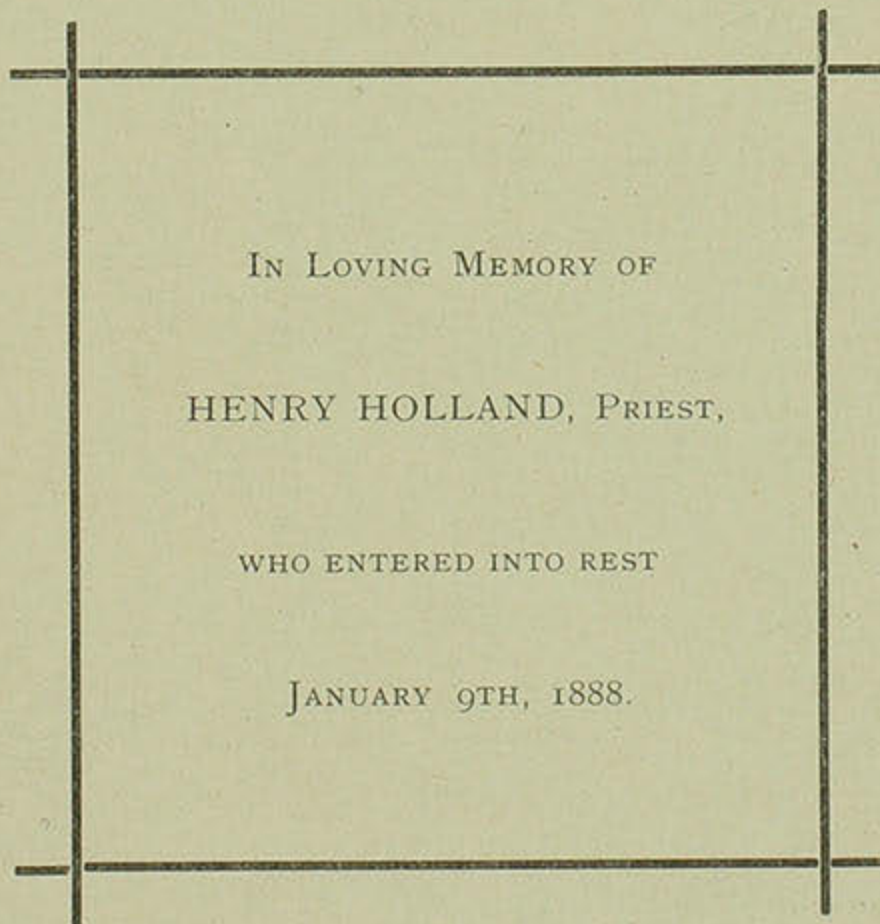 In Loving Memory of
HENRY HOLLAND, Priest,
WHO ENTERED INTO REST
January 9th, 1888.